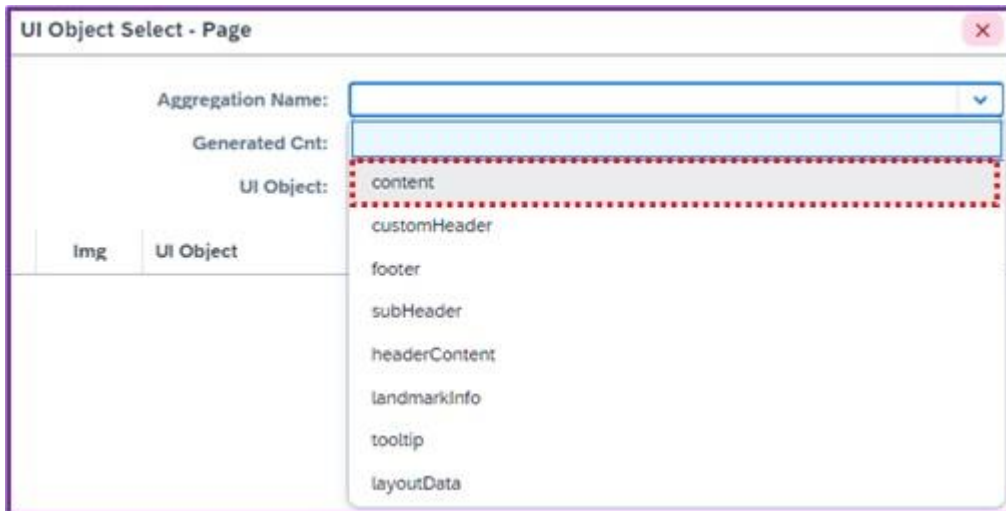 UI Object Select - Page
Aggregation Name:
Generated Cnt:
UI Object:
content
customHeader
footer
subHeader
headerContent
landmarkInfo
tooltip
layoutData
Img UI Object